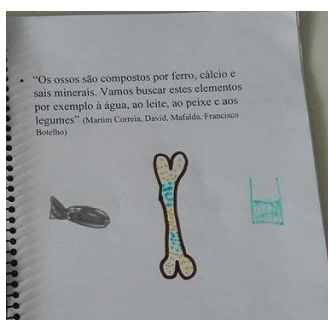 • “Os ossos são compostos por ferro, cálcio e
sais minerais. Vamos buscar estes elementos
por exemplo à água, ao leite, ao peixe e aos
legumes” (Martim Correia, David, Mafalda, Francisco
Botelho)